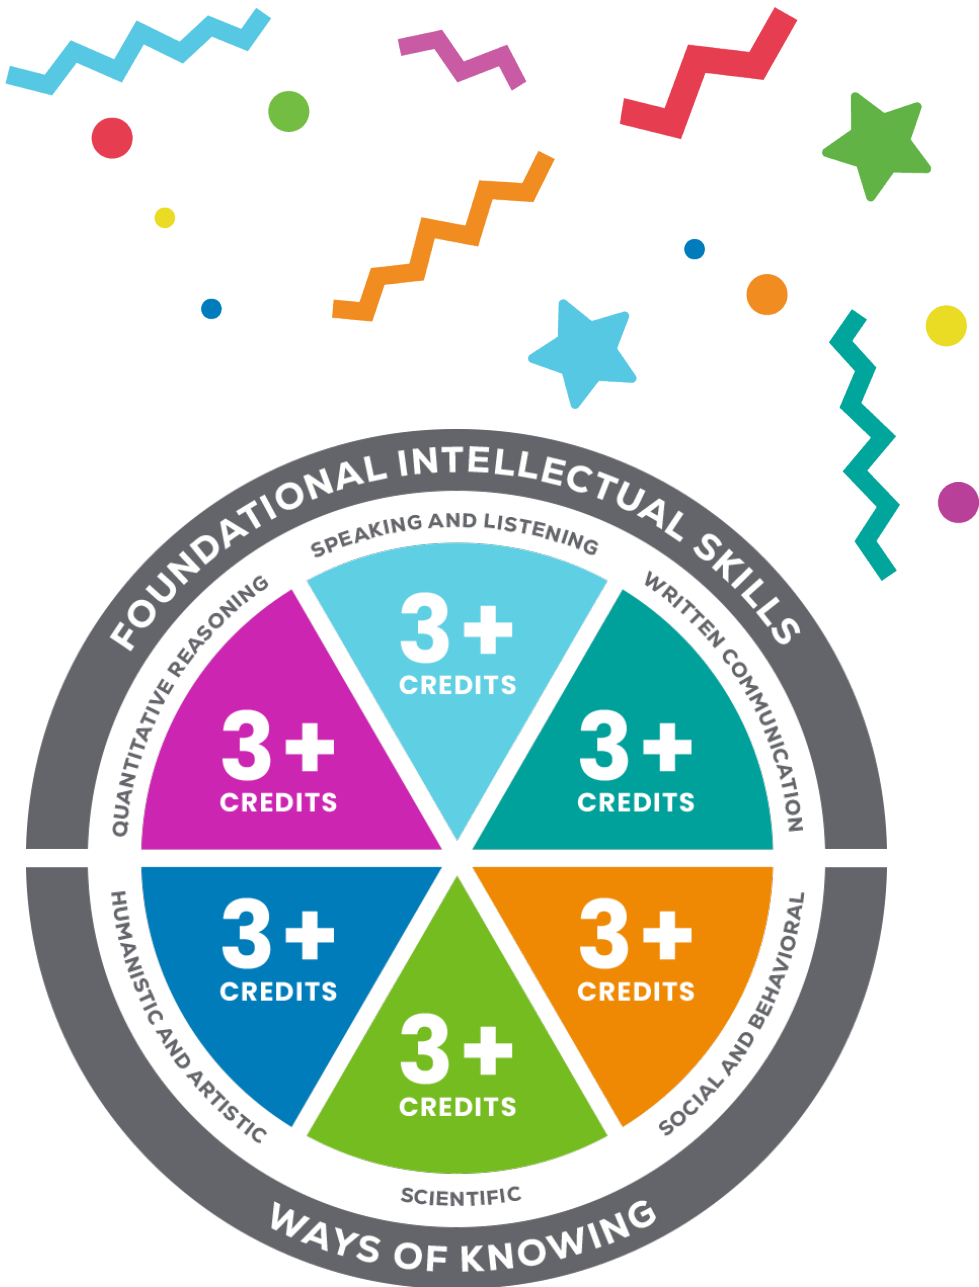 FOUNDATIONAL INTELLECTUAL SKILLS
SPEAKING AND LISTENING
QUANTITATIVE REASONING
WRITTEN COMMUNICATION
3+
CREDITS
3+
CREDITS
3+
CREDITS
3+
CREDITS
3+
CREDITS
3+
CREDITS
HUMANISTIC AND ARTISTIC
SOCIAL AND BEHAVIORAL
SCIENTIFIC
WAYS OF KNOWING